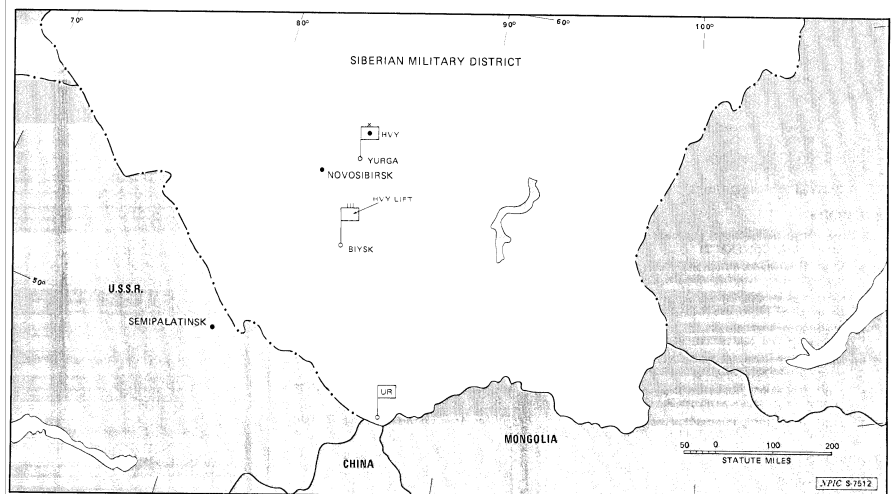 70°
80°
90°
60°
100°
SIBERIAN MILITARY DISTRICT
HVY
YURGA
NOVOSIBIRSK
HVY LIFT
BIYSK
50°
U.S.S.R.
SEMIPALATINSK
UR
MONGOLIA
CHINA
50 0 100 200
STATUTE MILES
NPIC S-7512